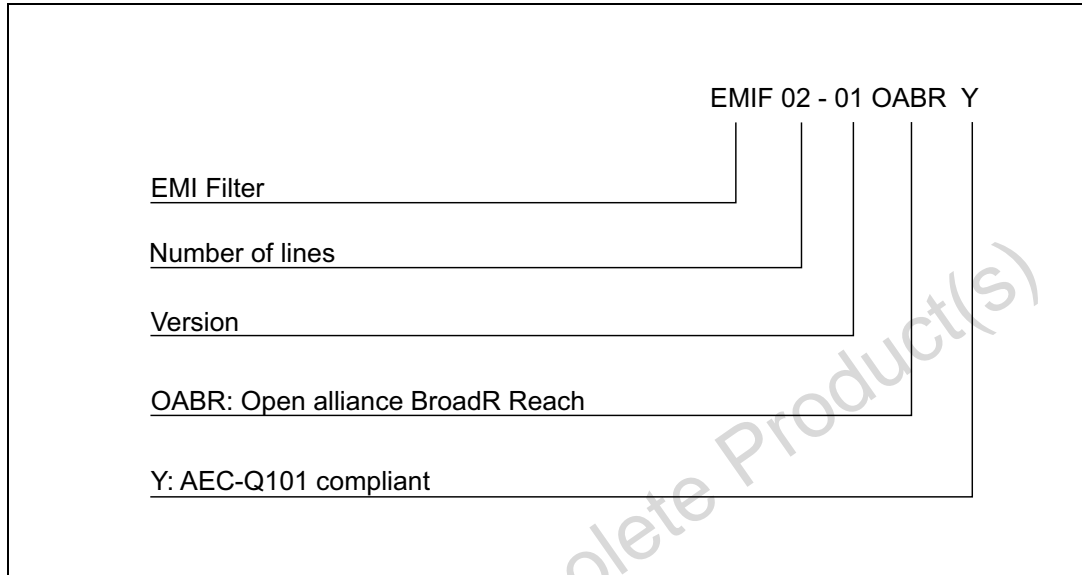 EMIF 02 - 01 OABR Y
EMI Filter
Number of lines
Version
OABR: Open alliance BroadR Reach
Y: AEC-Q101 compliant
Product(s)